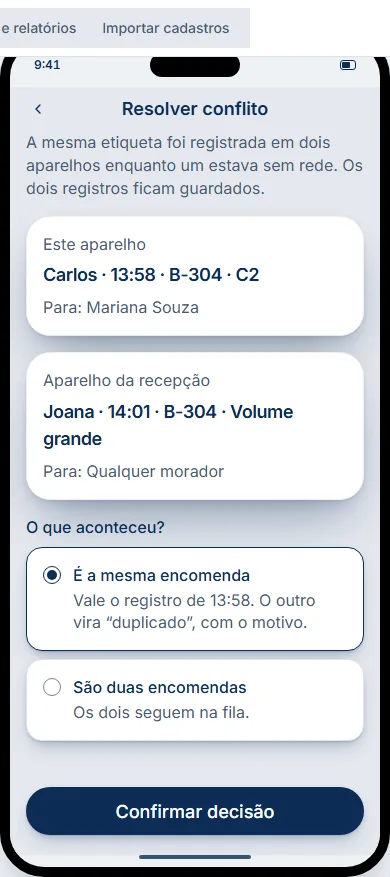 e relatórios Importar cadastros
9:41
Resolver conflito
A mesma etiqueta foi registrada em dois
aparelhos enquanto um estava sem rede. Os
dois registros ficam guardados.
Este aparelho
Carlos · 13:58 · B-304 · C2
Para: Mariana Souza
Aparelho da recepção
Joana · 14:01 · B-304 · Volume
grande
Para: Qualquer morador
O que aconteceu?
É a mesma encomenda
Vale o registro de 13:58. O outro
vira “duplicado”, com o motivo.
São duas encomendas
Os dois seguem na fila.
Confirmar decisão